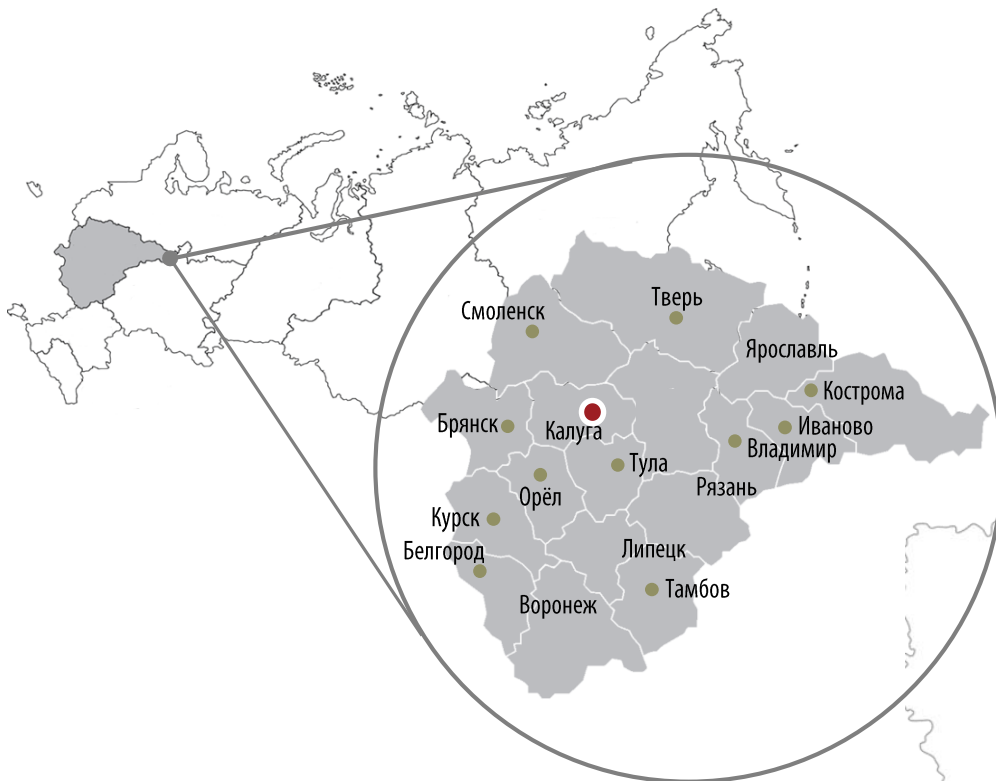 Тверь
Смоленск
Ярославль
Кострома
Брянск
Калуга
Иваново
Владимир
Тула
Рязань
Орёл
Курск
Белгород
Липецк
Тамбов
Воронеж